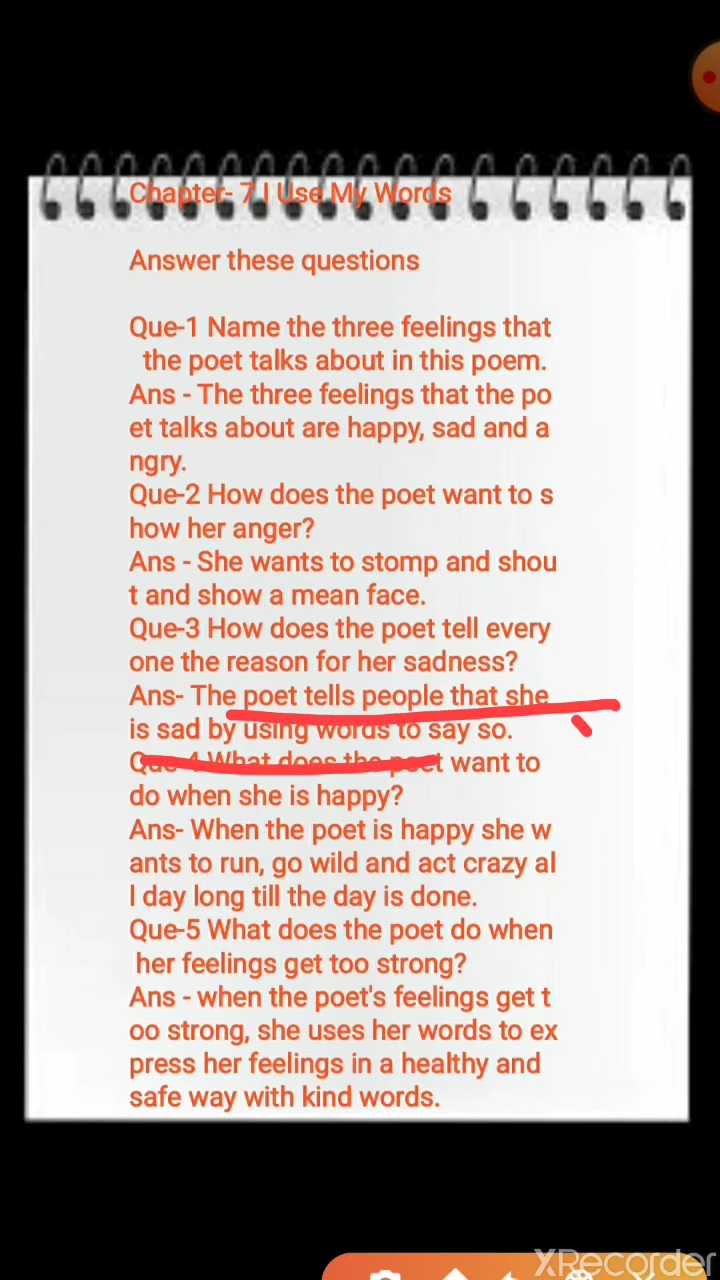 Chapter- 7 I Use My Words
Answer these questions
Que-1 Name the three feelings that
the poet talks about in this poem.
Ans - The three feelings that the po
et talks about are happy, sad and a
ngry.
Que-2 How does the poet want to s
how her anger?
Ans - She wants to stomp and shou
t and show a mean face.
Que-3 How does the poet tell every
one the reason for her sadness?
Ans- The poet tells people that she
is sad by using words to say so.
Que-4 What does the poet want to
do when she is happy?
Ans- When the poet is happy she w
ants to run, go wild and act crazy al
l day long till the day is done.
Que-5 What does the poet do when
her feelings get too strong?
Ans - when the poet's feelings get t
oo strong, she uses her words to ex
press her feelings in a healthy and
safe way with kind words.
XRecorder